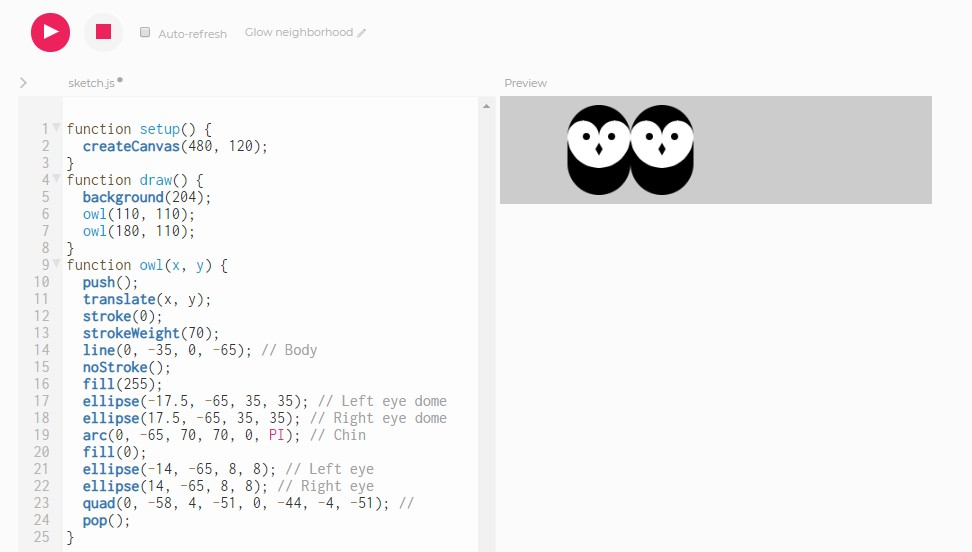 Auto-refresh Glow neighborhood
sketch.js Preview
1 function setup() {
2 createCanvas(480, 120);
3 }
4 function draw() {
5 background(204);
6 owl(110, 110);
7 owl(180, 110);
8 }
9 function owl(x, y) {
10 push();
11 translate(x, y);
12 stroke(0);
13 strokeWeight(70);
14 line(0, -35, 0, -65); // Body
15 noStroke();
16 fill(255);
17 ellipse(-17.5, -65, 35, 35); // Left eye dome
18 ellipse(17.5, -65, 35, 35); // Right eye dome
19 arc(0, -65, 70, 70, 0, PI); // Chin
20 fill(0);
21 ellipse(-14, -65, 8, 8); // Left eye
22 ellipse(14, -65, 8, 8); // Right eye
23 quad(0, -58, 4, -51, 0, -44, -4, -51); //
24 pop();
25 }